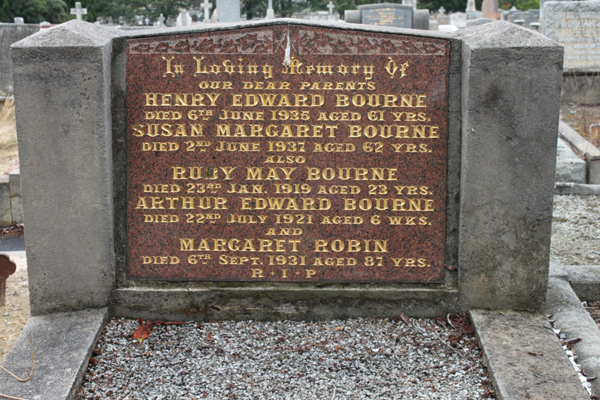 In Loving Memory Of
OUR DEAR PARENTS
HENRY EDWARD BOURNE
DIED 6TH JUNE 1935 AGED 61 YRS.
SUSAN MARGARET BOURNE
DIED 2ND JUNE 1937 AGED 62 YRS.
ALSO
RUBY MAY BOURNE
DIED 23RD JAN. 1919 AGED 23 YRS.
ARTHUR EDWARD BOURNE
DIED 22ND JULY 1921 AGED 6 WKS.
AND
MARGARET ROBIN
DIED 6TH SEPT. 1931 AGED 87 YRS.
R · I · P